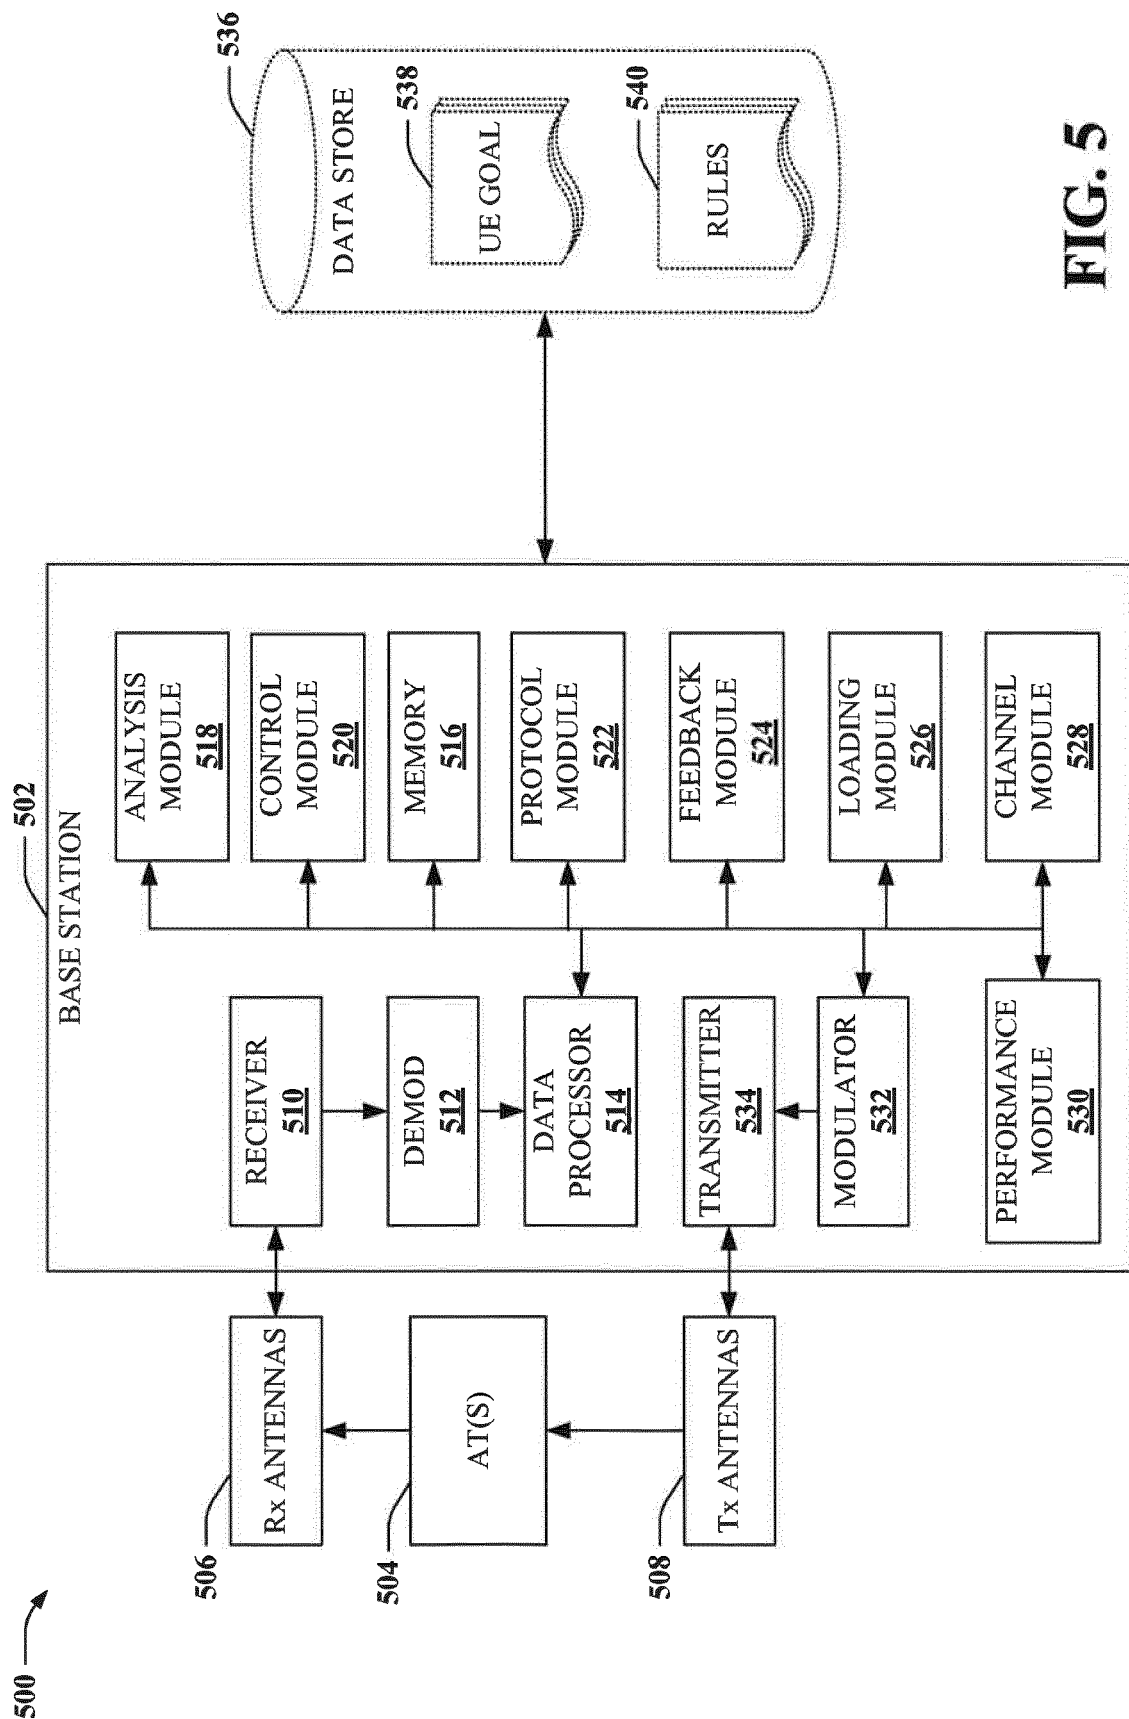 500
502
BASE STATION
506
Rx ANTENNAS
504
AT(S)
508
Tx ANTENNAS
RECEIVER
510
DEMOD
512
DATA
PROCESSOR
514
TRANSMITTER
534
MODULATOR
532
PERFORMANCE
MODULE
530
ANALYSIS
MODULE
518
CONTROL
MODULE
520
MEMORY
516
PROTOCOL
MODULE
522
FEEDBACK
MODULE
524
LOADING
MODULE
526
CHANNEL
MODULE
528
536
DATA STORE
538
UE GOAL
540
RULES
FIG. 5